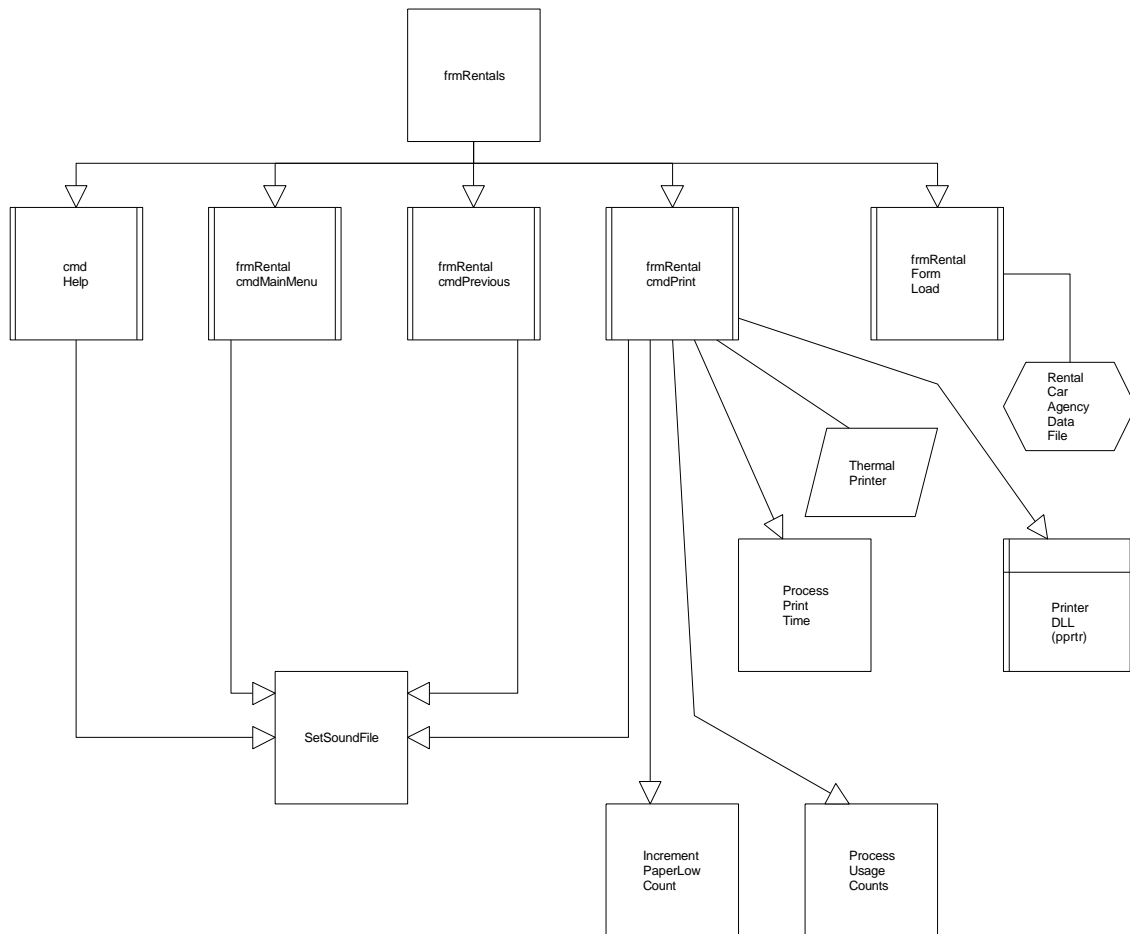 frmRentals
cmd
Help
frmRental
cmdMainMenu
frmRental
cmdPrevious
frmRental
cmdPrint
frmRental
Form
Load
Rental
Car
Agency
Data
File
Thermal
Printer
Process
Print
Time
Printer
DLL
(pprtr)
SetSoundFile
Increment
PaperLow
Count
Process
Usage
Counts